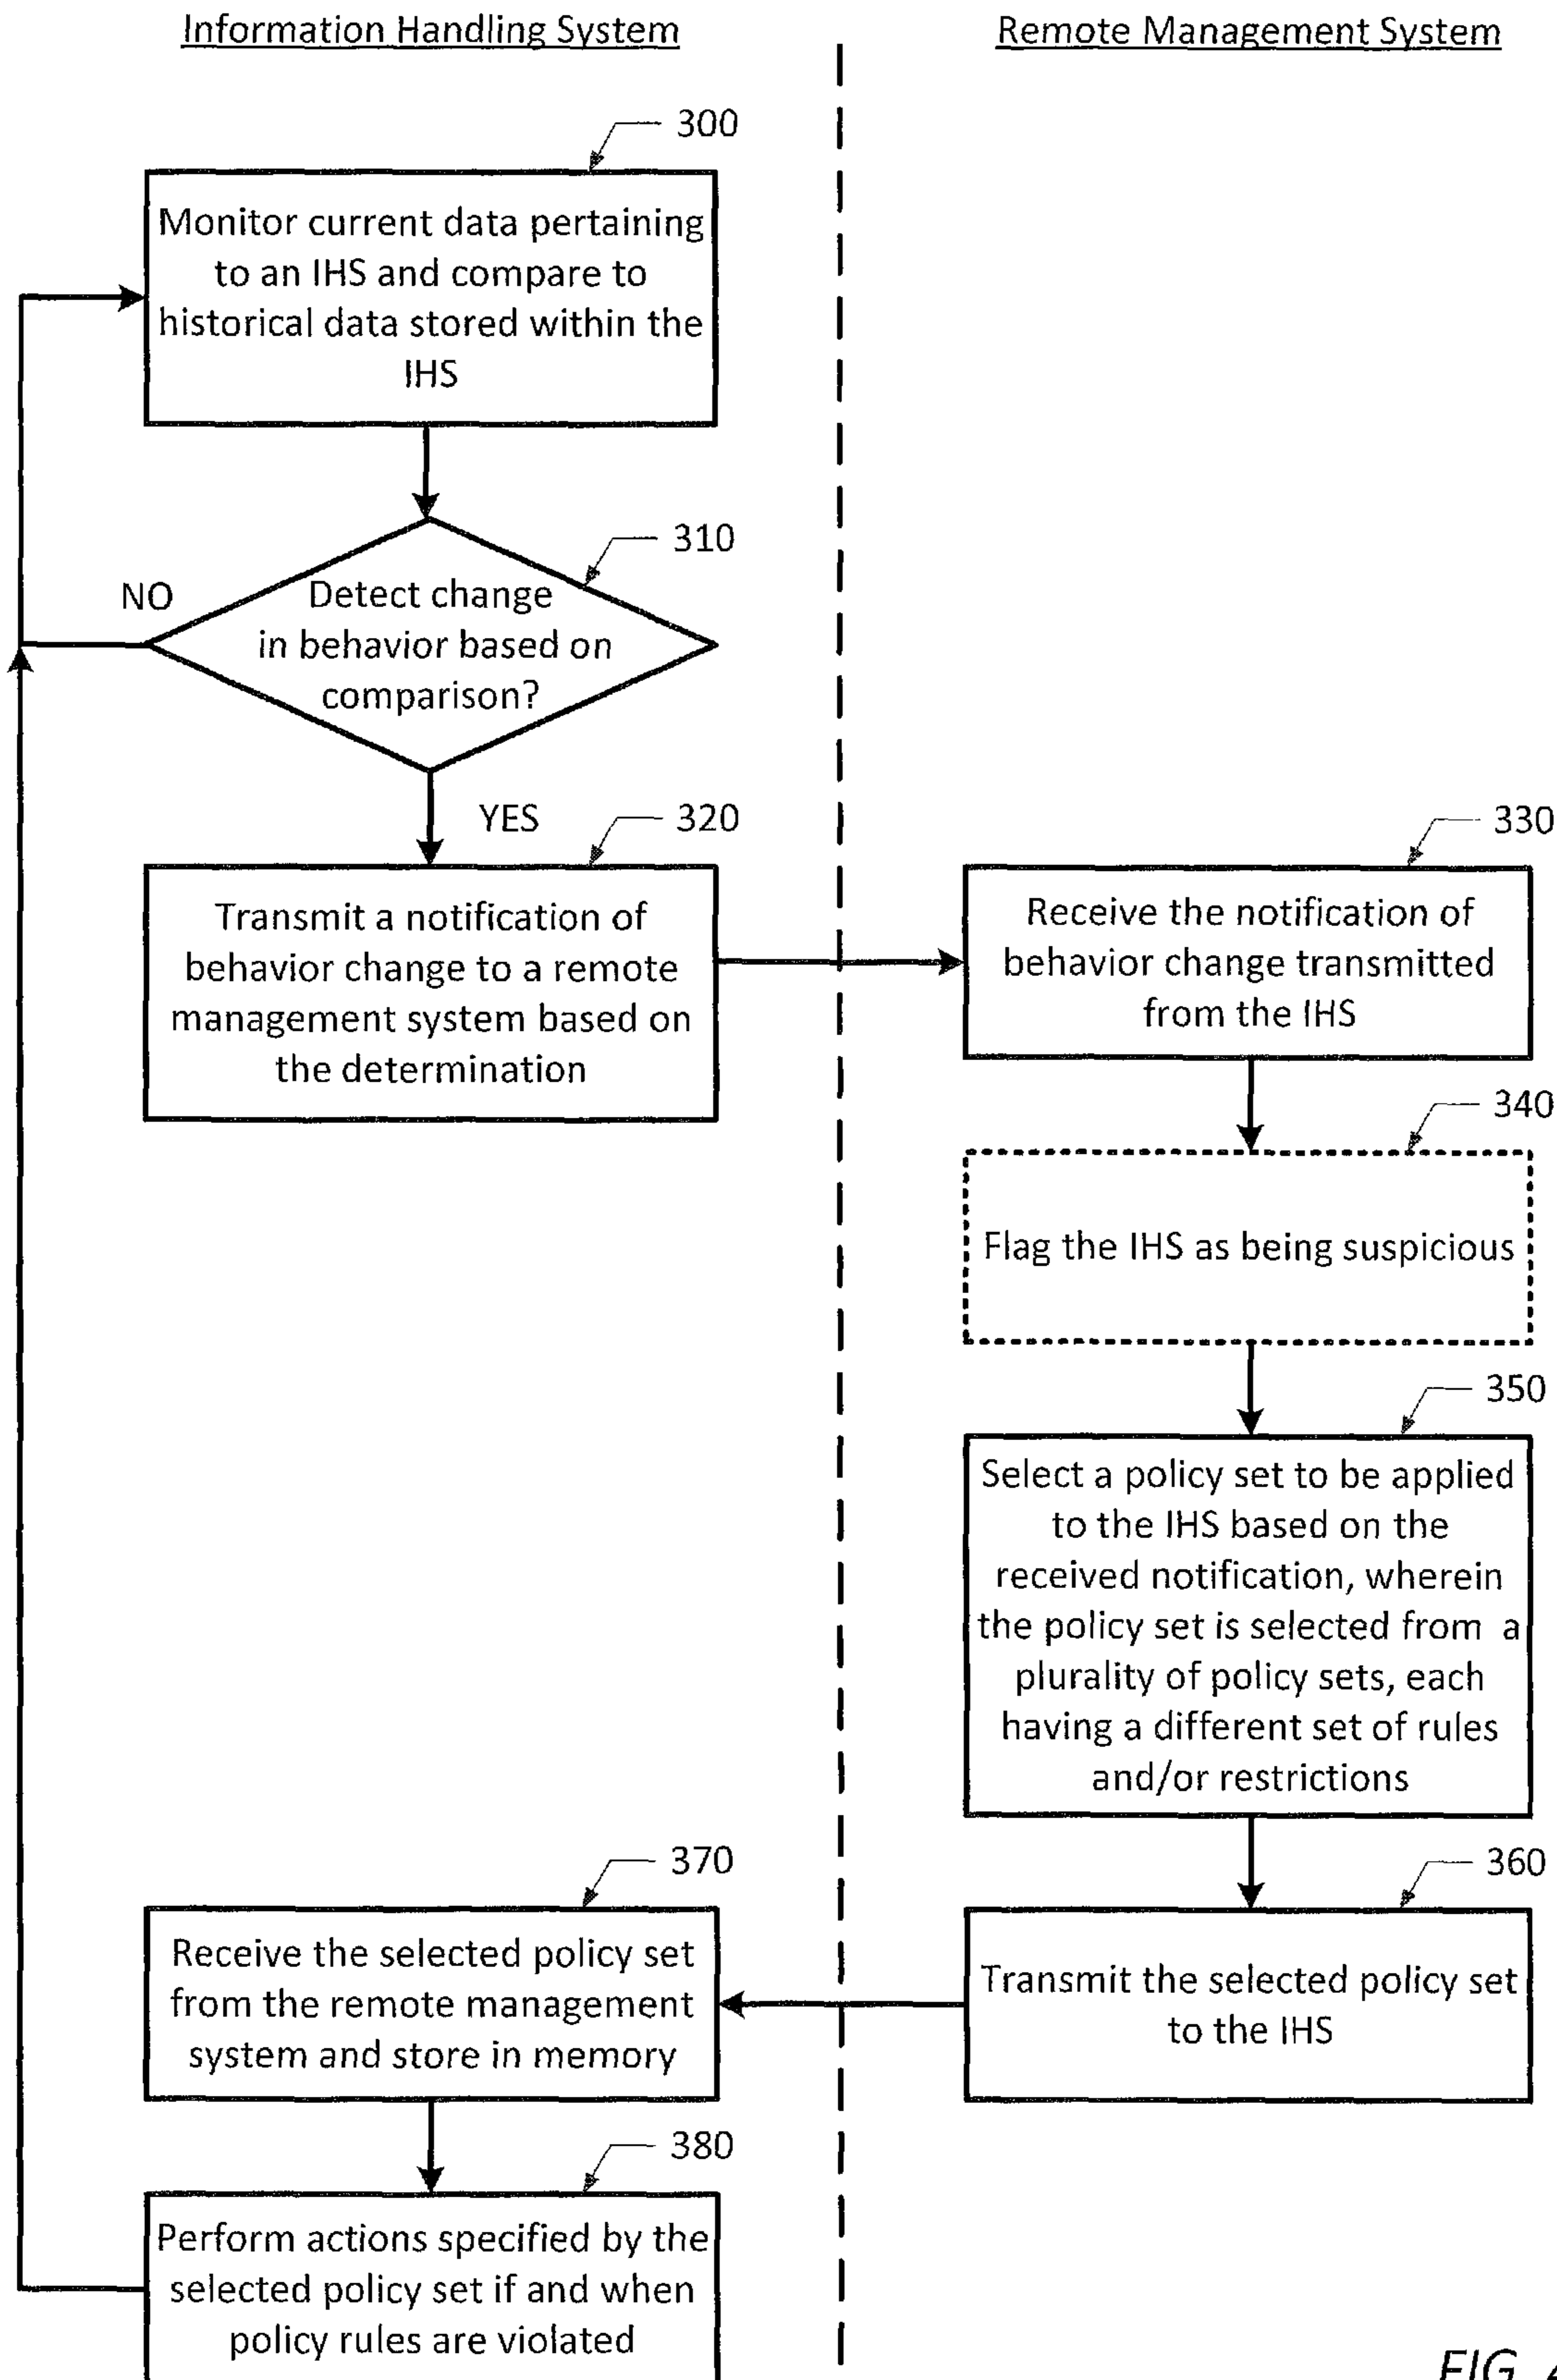 Information Handling System
Remote Management System
300
Monitor current data pertaining
to an IHS and compare to
historical data stored within the
IHS
310
NO
Detect change
in behavior based on
comparison?
YES
320
Transmit a notification of
behavior change to a remote
management system based on
the determination
330
Receive the notification of
behavior change transmitted
from the IHS
340
Flag the IHS as being suspicious
350
Select a policy set to be applied
to the IHS based on the
received notification, wherein
the policy set is selected from a
plurality of policy sets, each
having a different set of rules
and/or restrictions
360
Transmit the selected policy set
to the IHS
370
Receive the selected policy set
from the remote management
system and store in memory
380
Perform actions specified by the
selected policy set if and when
policy rules are violated
FIG.